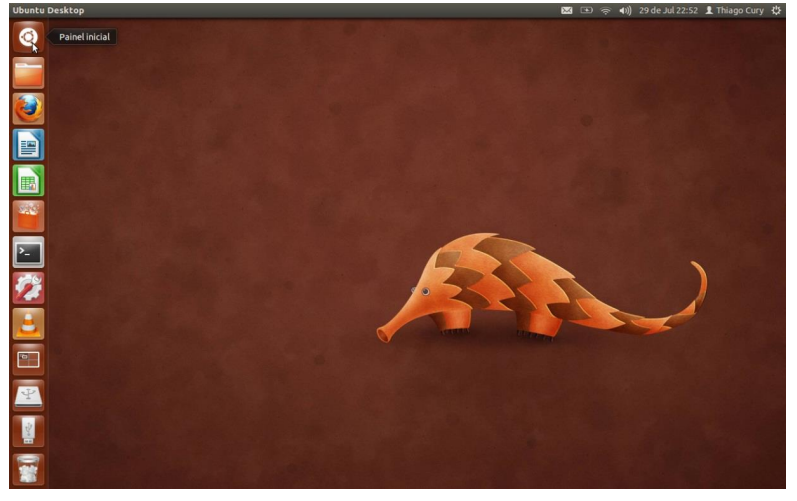 Ubuntu Desktop
29 de Jul 22:52 Thiago Cury
Painel inicial